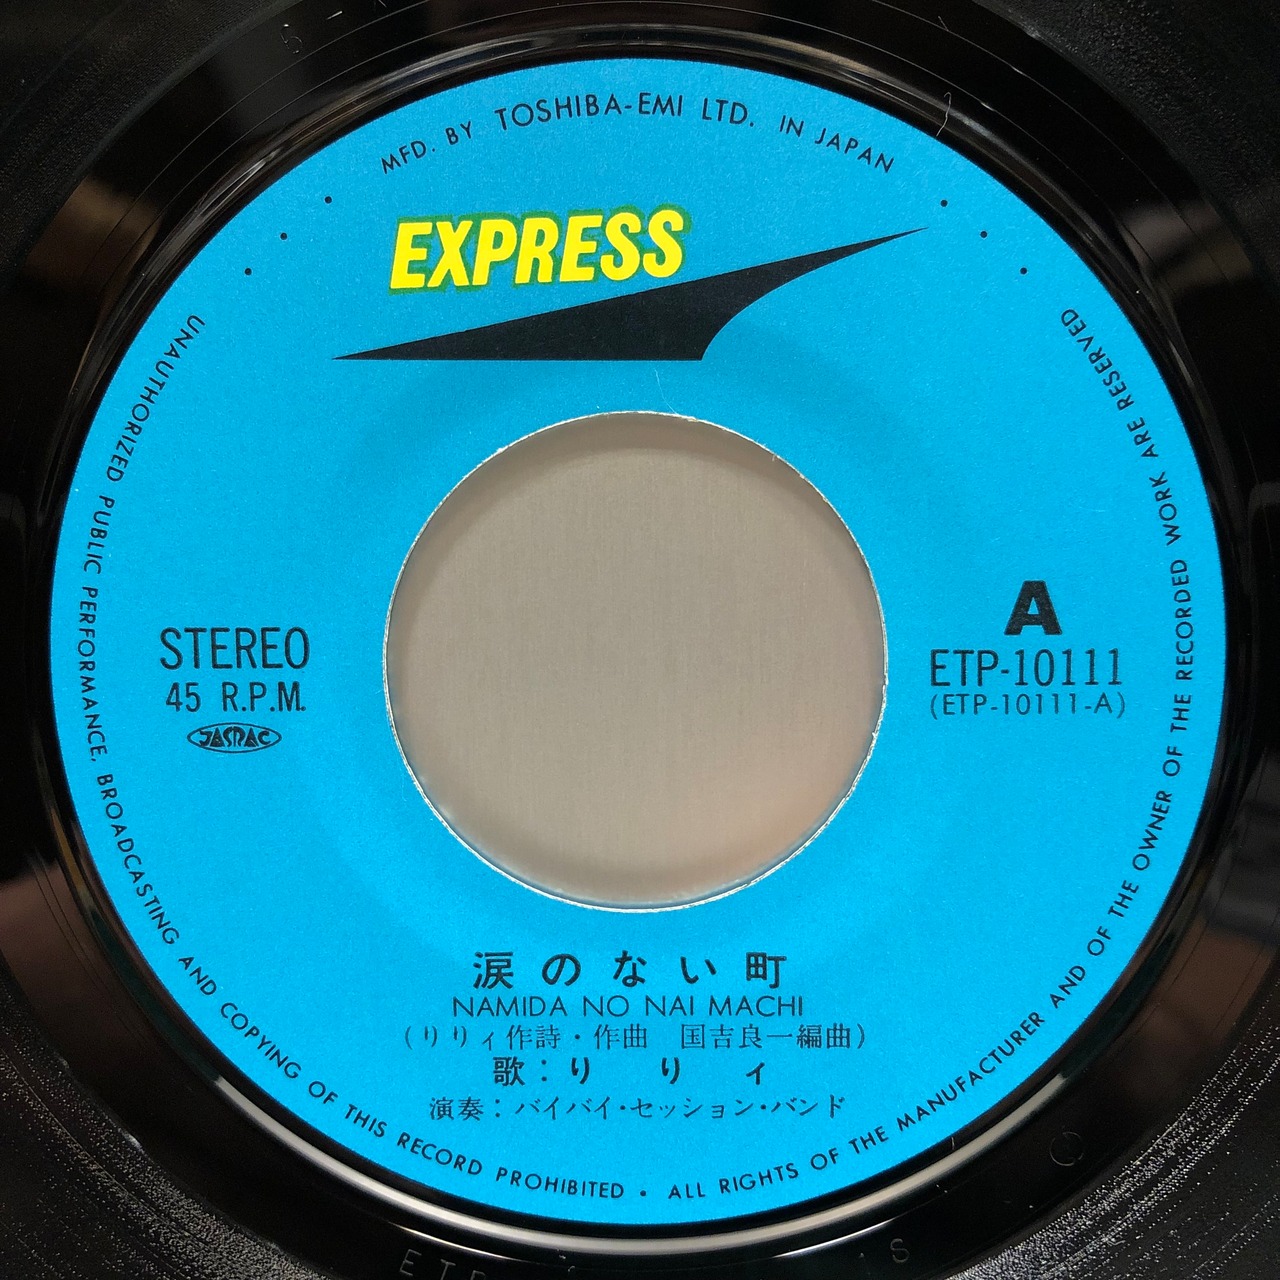 MFD. BY TOSHIBA-EMI LTD. IN JAPAN
EXPRESS
STEREO
45 R.P.M.
JASRAC
A
ETP-10111
(ETP-10111-A)
涙のない町
NAMIDA NO NAI MACHI
(りりィ作詩・作曲 国吉良一編曲)
歌:りりィ
演奏:バイバイ・セッション・バンド
UNAUTHORIZED PUBLIC PERFORMANCE, BROADCASTING AND COPYING OF THIS RECORD PROHIBITED • ALL RIGHTS OF THE MANUFACTURER AND OF THE OWNER OF THE RECORDED WORK ARE RESERVED